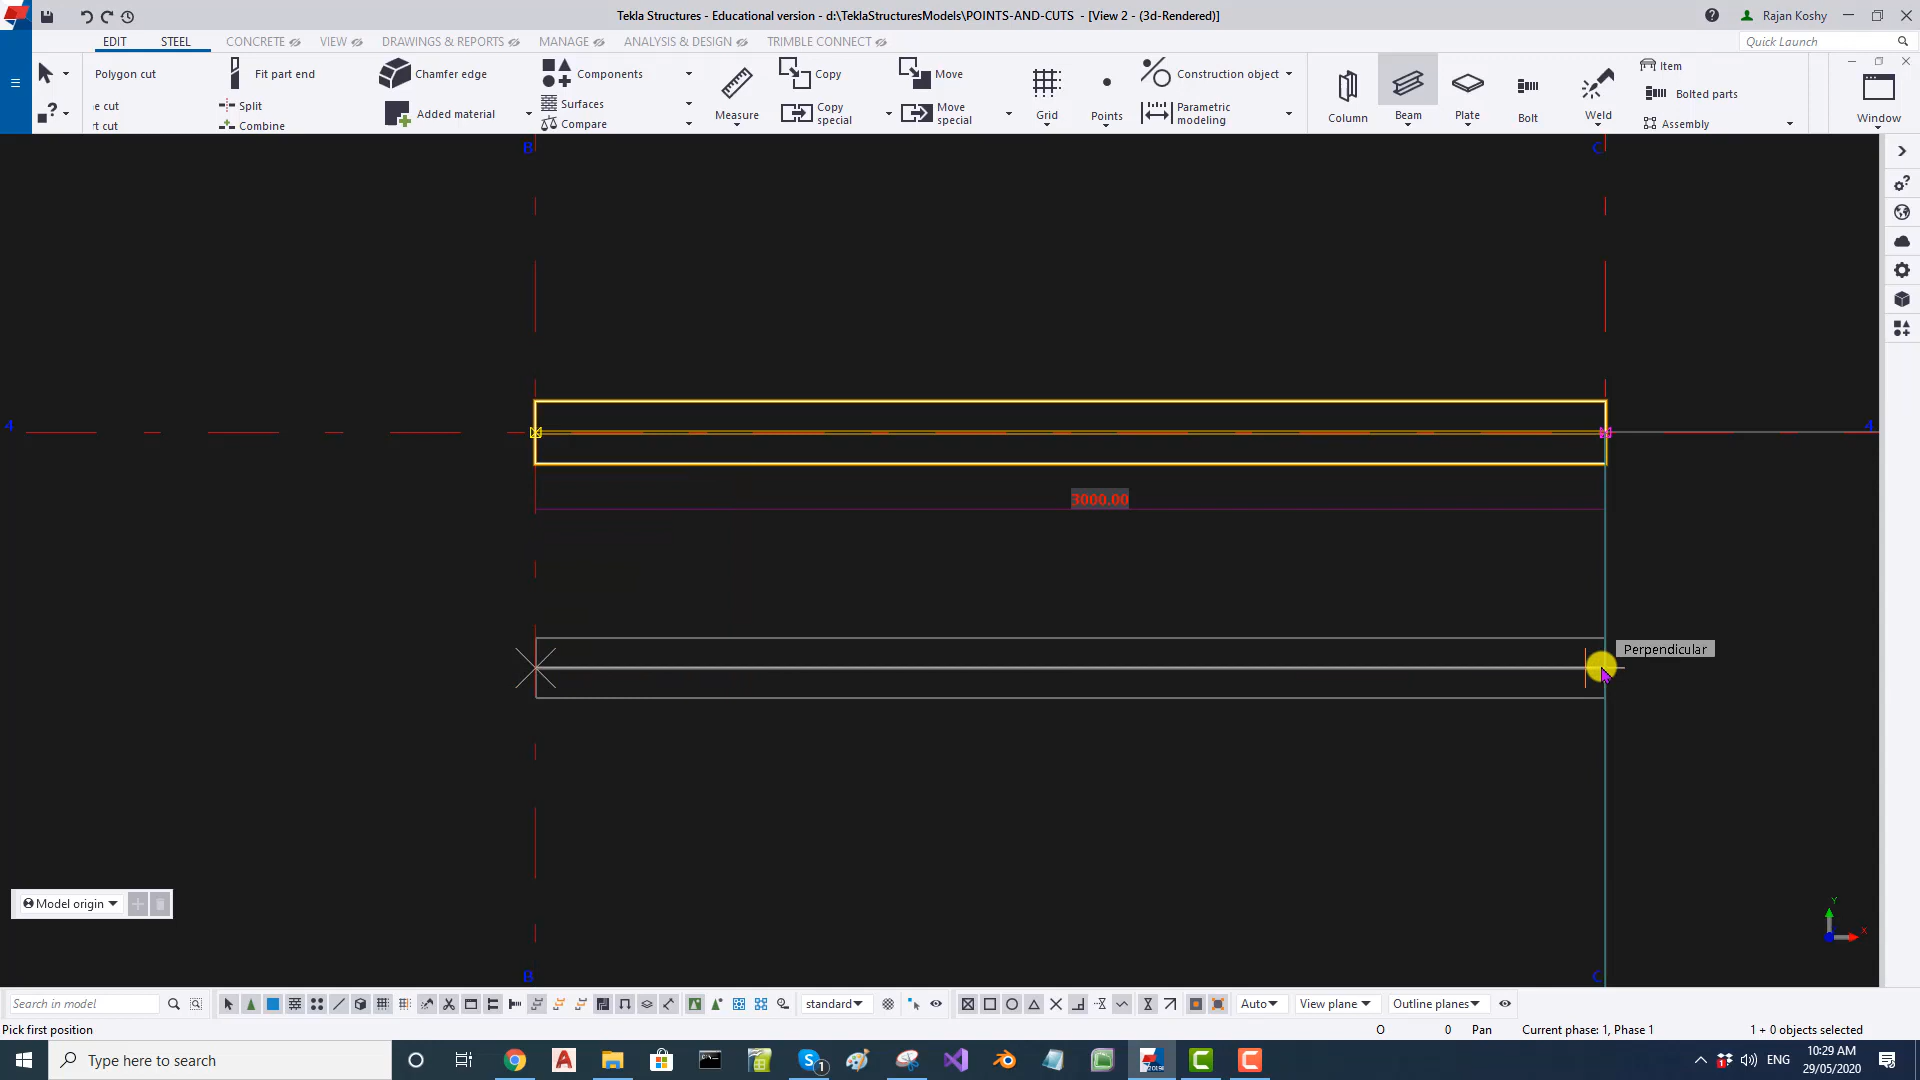 Tekla Structures - Educational version - d:\TeklaStructuresModels\POINTS-AND-CUTS - [View 2 - (3d-Rendered)]
Rajan Koshy
EDIT STEEL CONCRETE VIEW DRAWINGS & REPORTS MANAGE ANALYSIS & DESIGN TRIMBLE CONNECT
Quick Launch
Polygon cut
Fit part end
Chamfer edge
Components
Copy
Move
Construction object
Item
e cut
Split
Surfaces
Bolted parts
rt cut
Combine
Added material
Compare
Measure
Copy special
Move special
Grid
Points
Parametric modeling
Column
Beam
Plate
Bolt
Weld
Assembly
Window
B
C
4
4
3000.00
Perpendicular
Model origin
Y
X
B
C
Search in model
standard
Auto
View plane
Outline planes
Pick first position
O
0
Pan
Current phase: 1, Phase 1
1 + 0 objects selected
Type here to search
1
2019i
ENG
10:29 AM
29/05/2020